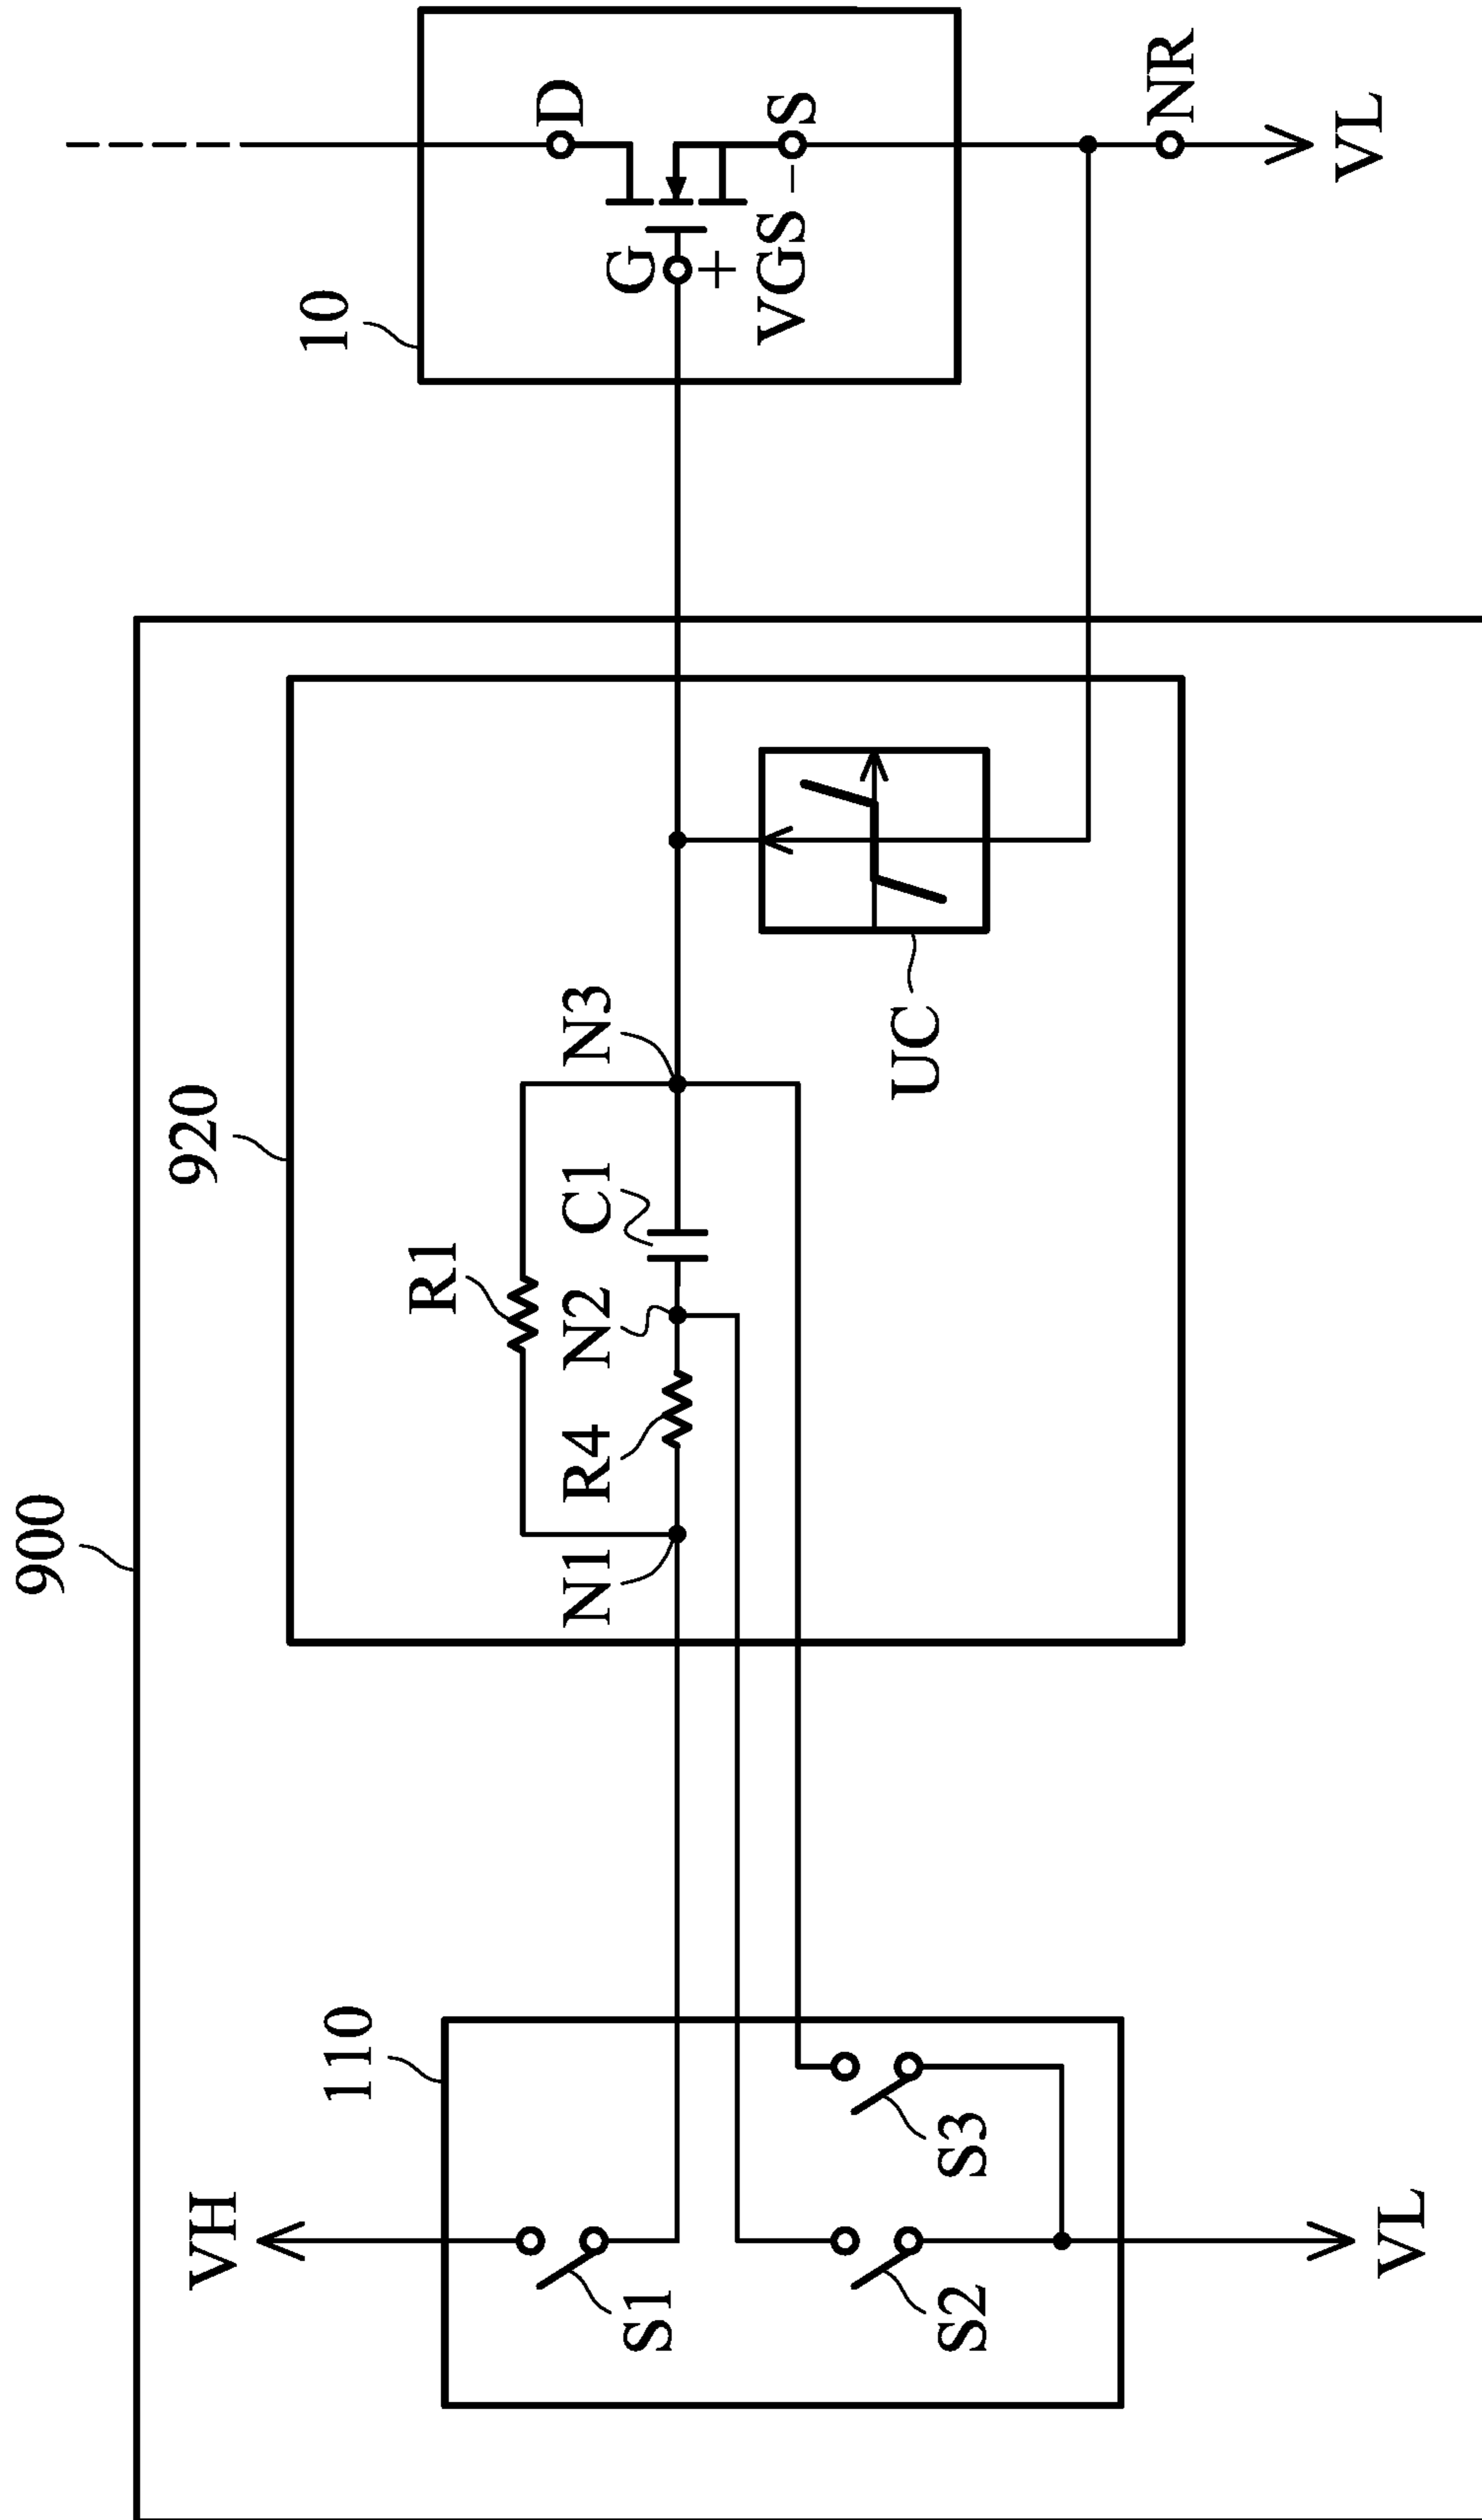 900
920
10
110
VH
S1
S2
S3
VL
N1
R4
N2
C1
R1
N3
UC
G
+
VGS
–
D
S
NR
VL